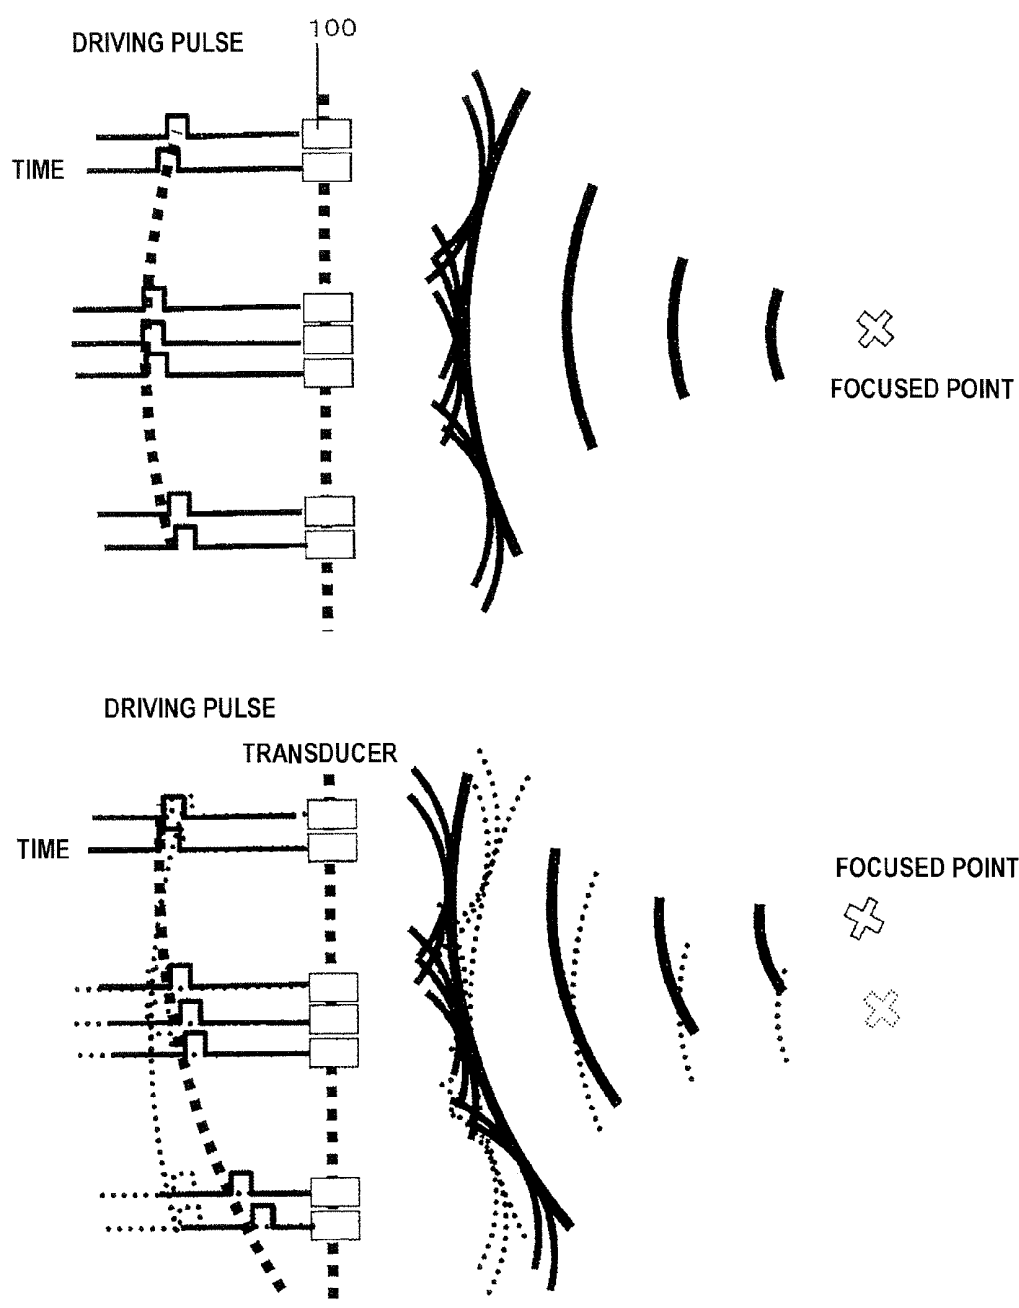 100
DRIVING PULSE
TIME
FOCUSED POINT
DRIVING PULSE
TRANSDUCER
TIME
FOCUSED POINT